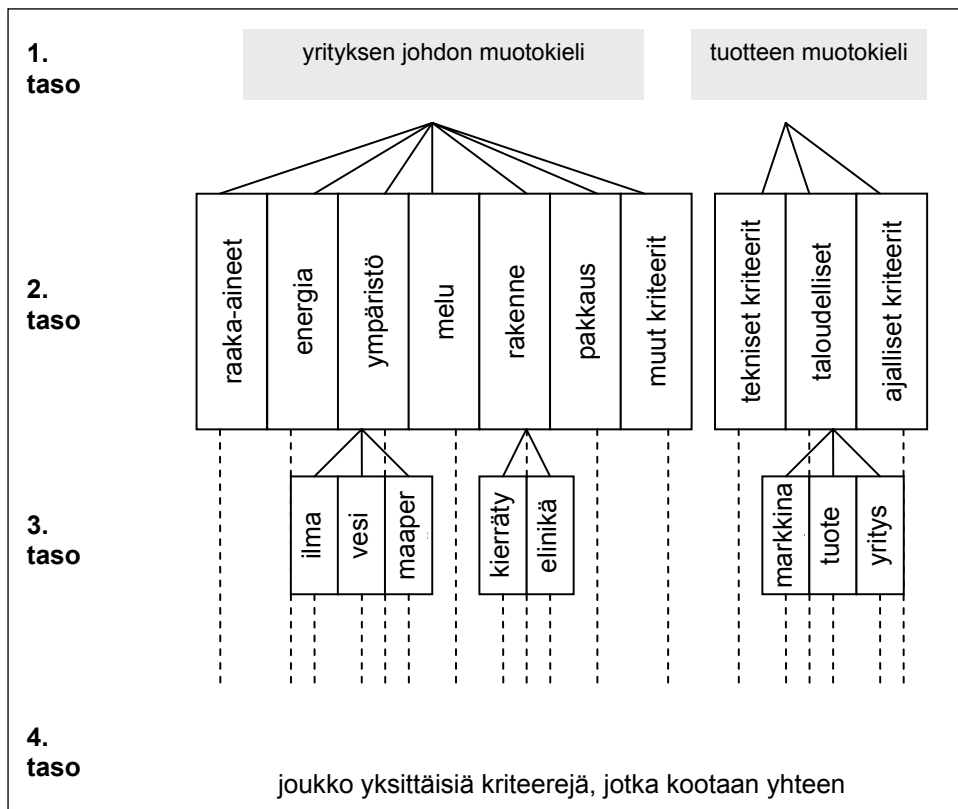 1.
taso
yrityksen johdon muotokieli
tuotteen muotokieli
2.
taso
raaka-aineet
energia
ympäristö
melu
rakenne
pakkaus
muut kriteerit
tekniset kriteerit
taloudelliset
ajalliset kriteerit
3.
taso
ilma
vesi
maaper
kierräty
elinikä
markkina
tuote
yritys
4.
taso
joukko yksittäisiä kriteerejä, jotka kootaan yhteen